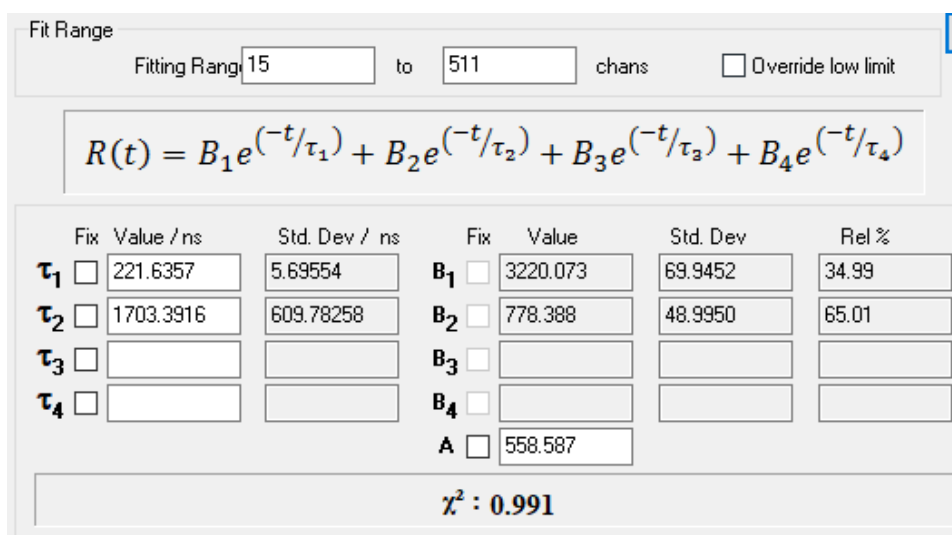 Fit Range
Fitting Rang 15 to 511 chans Override low limit
R(t) = B₁e^(−t/τ₁) + B₂e^(−t/τ₂) + B₃e^(−t/τ₃) + B₄e^(−t/τ₄)
Fix Value / ns Std. Dev / ns Fix Value Std. Dev Rel %
τ₁ 221.6357 5.69554 B₁ 3220.073 69.9452 34.99
τ₂ 1703.3916 609.78258 B₂ 778.388 48.9950 65.01
τ₃ B₃
τ₄ B₄
A 558.587
χ² : 0.991